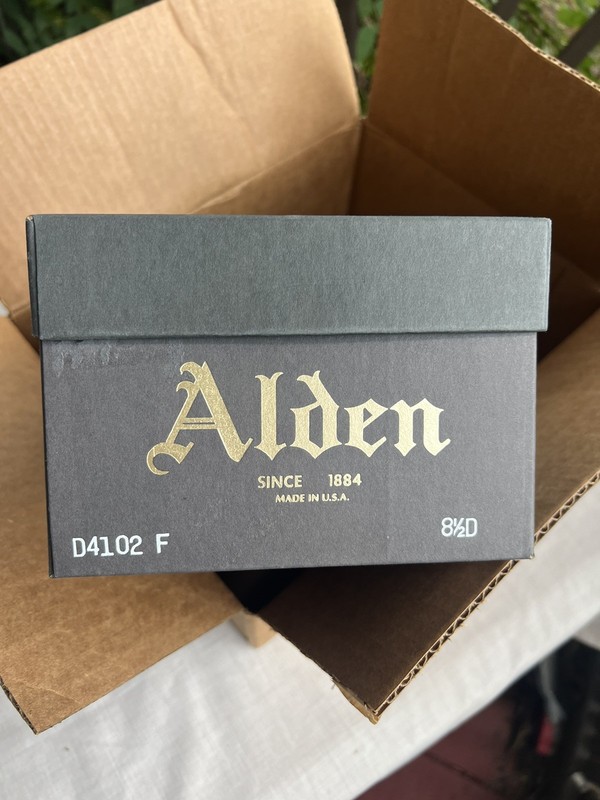 Alden
SINCE 1884
MADE IN U.S.A.
D4102 F
8½D